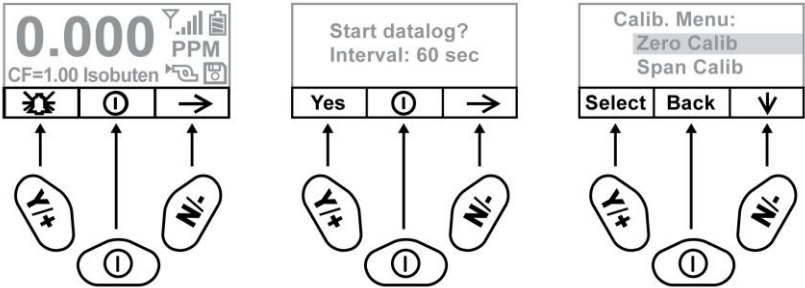 0.000
PPM
CF=1.00 Isobuten
Y/+
N/-
Start datalog?
Interval: 60 sec
Yes
Y/+
N/-
Calib. Menu:
Zero Calib
Span Calib
Select Back
Y/+
N/-